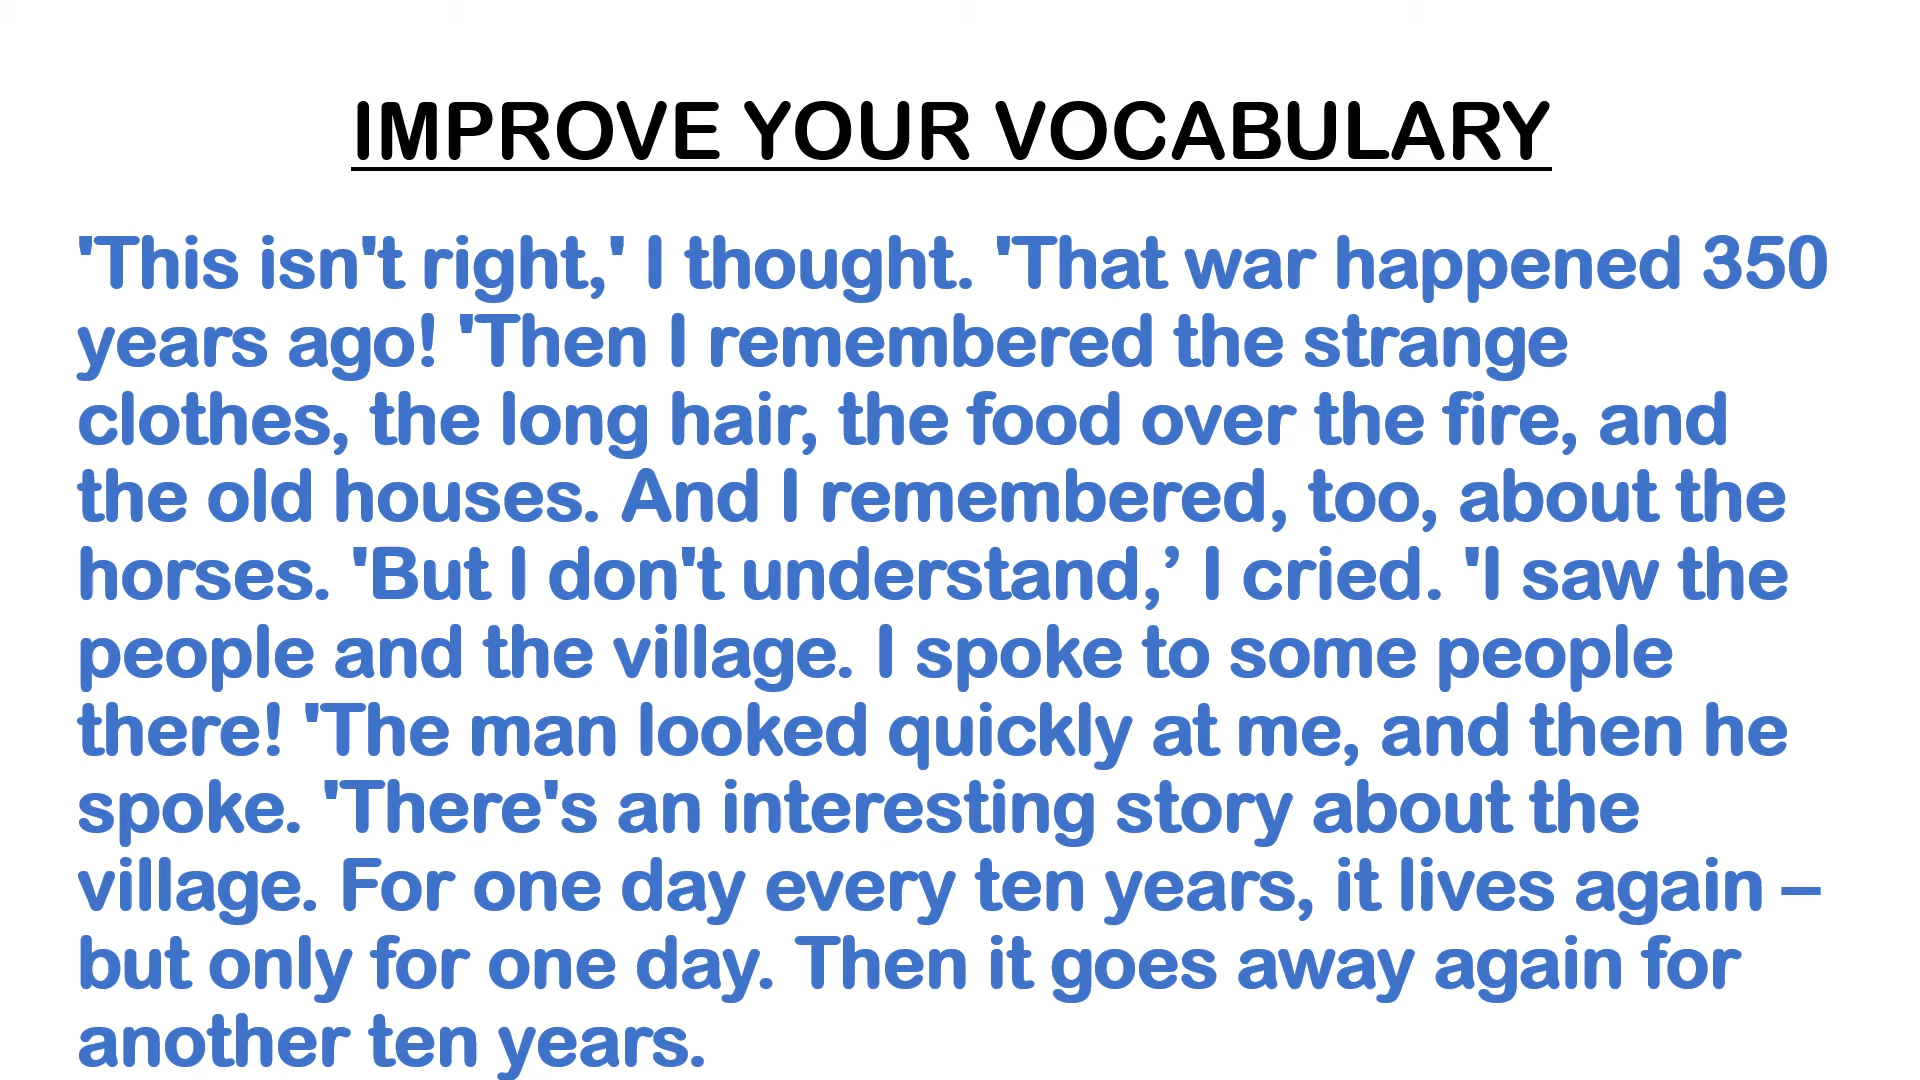 IMPROVE YOUR VOCABULARY
'This isn't right,' I thought. 'That war happened 350
years ago! 'Then I remembered the strange
clothes, the long hair, the food over the fire, and
the old houses. And I remembered, too, about the
horses. 'But I don't understand,’ I cried. 'I saw the
people and the village. I spoke to some people
there! 'The man looked quickly at me, and then he
spoke. 'There's an interesting story about the
village. For one day every ten years, it lives again –
but only for one day. Then it goes away again for
another ten years.